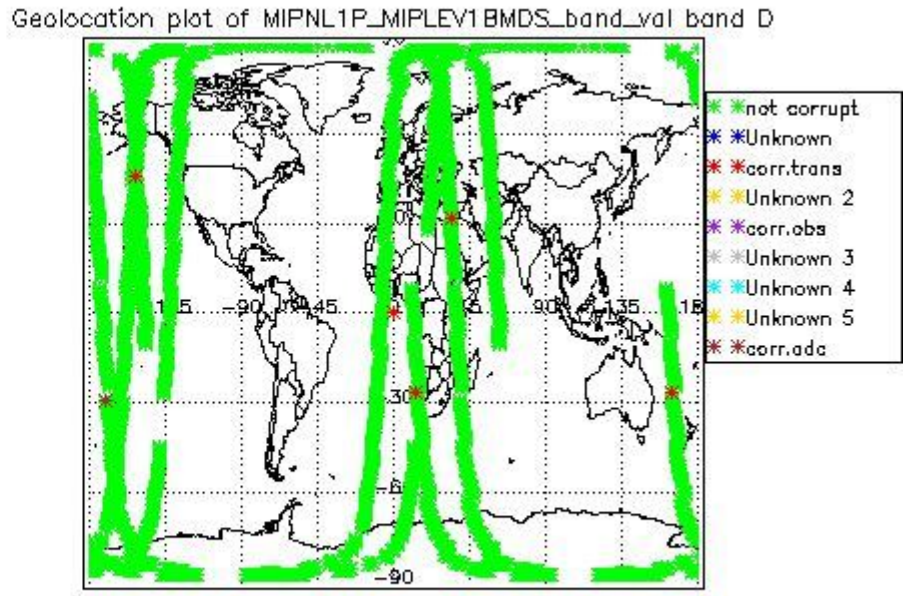 Geolocation plot of MIPNL1P_MIPLEV1BMDS_band_val band D
not corrupt
Unknown
corr.trans
Unknown 2
corr.obs
Unknown 3
Unknown 4
Unknown 5
corr.adc
-90
45
90
135
-90